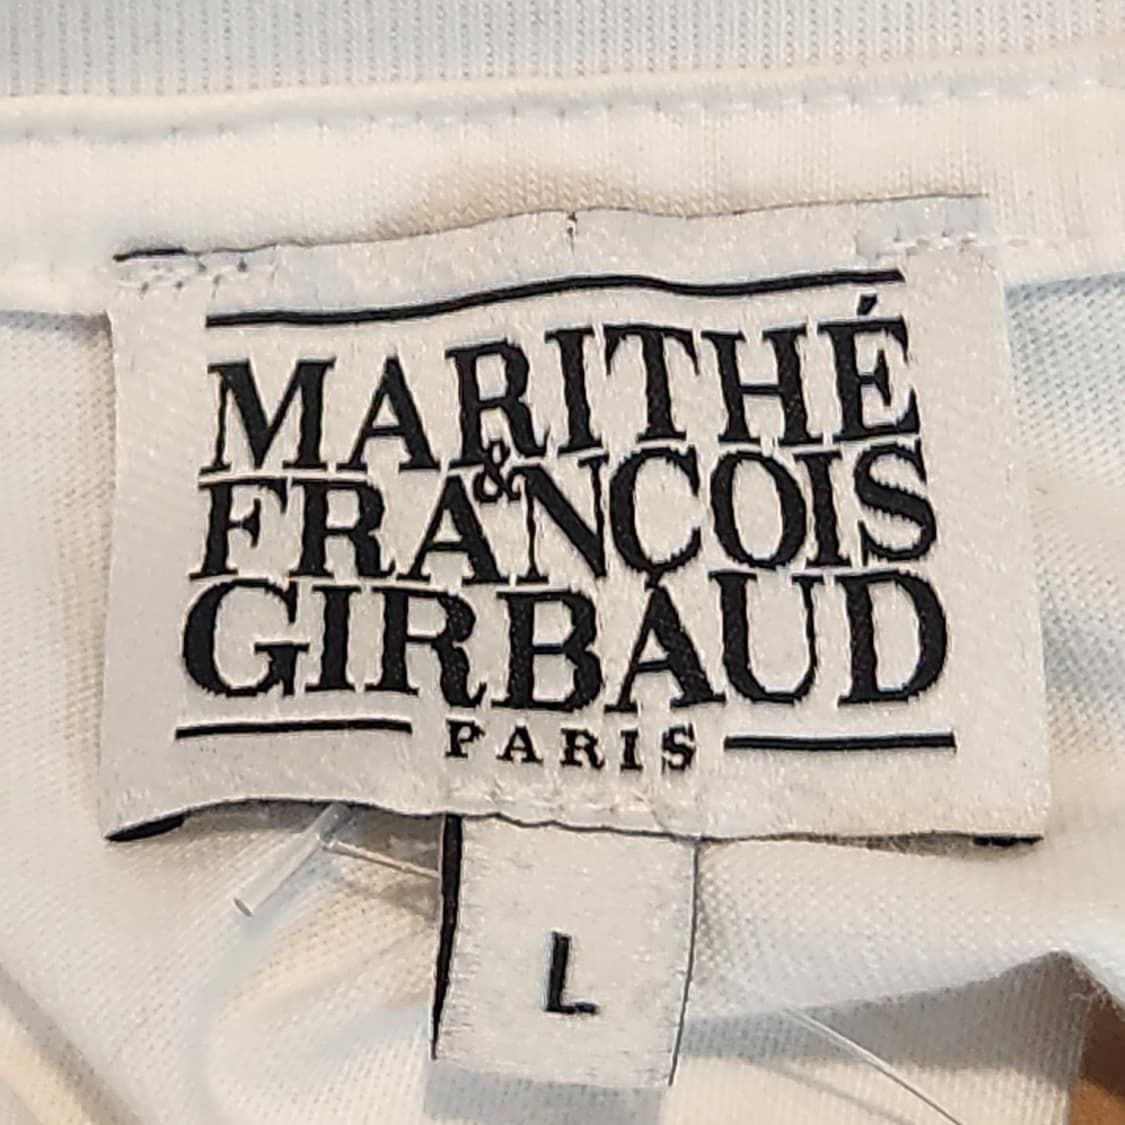 MARITHÉ
&
FRANÇOIS
GIRBAUD
PARIS
L